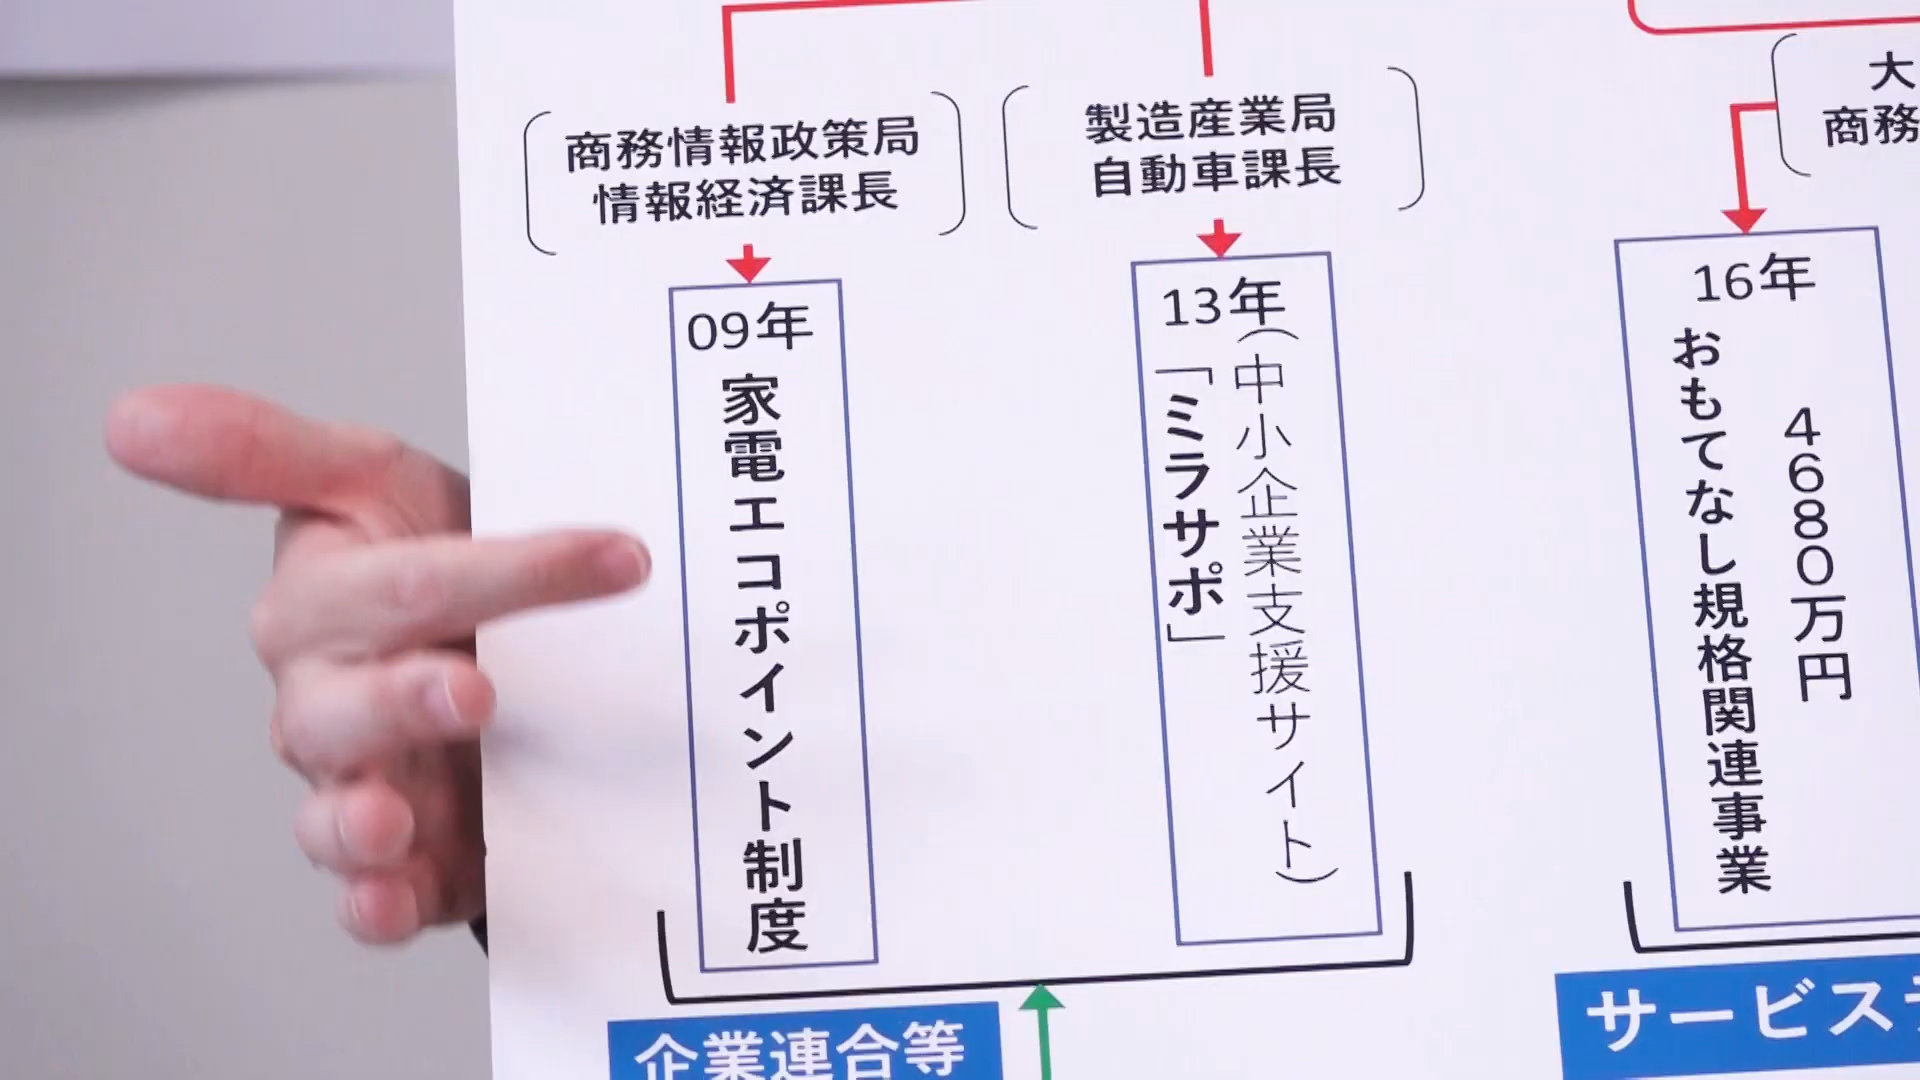 商務情報政策局
情報経済課長
09年
家電エコポイント制度
製造産業局
自動車課長
13年
(中小企業支援サイト)
「ミラサポ」
大
商務
16年
4680万円
おもてなし規格関連事業
企業連合等
サービス